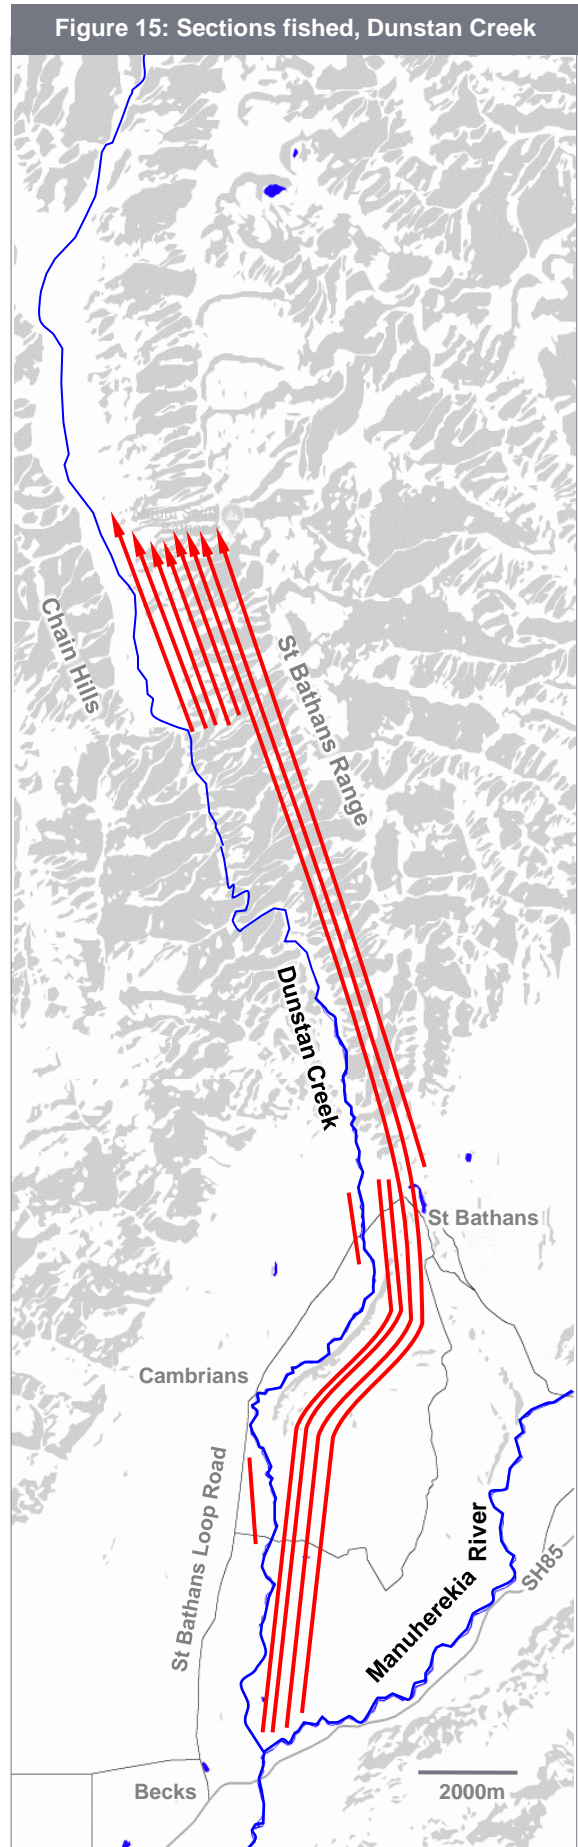 Figure 15: Sections fished, Dunstan Creek
Chain Hills
St Bathans Range
Dunstan Creek
St Bathans
Cambrians
St Bathans Loop Road
Manuherekia River
SH85
Becks
2000m